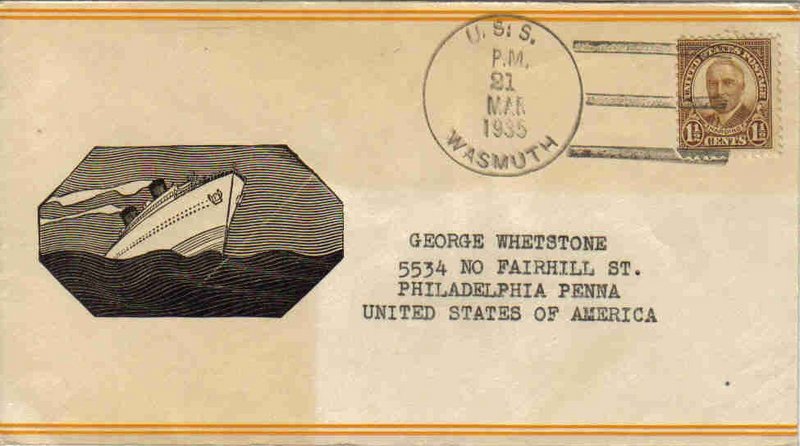 U.S.S.
P.M.
21
MAR
1935
WASMUTH
UNITED STATES POSTAGE
HARDING
1½ CENTS 1½
GEORGE WHETSTONE
5534 NO FAIRHILL ST.
PHILADELPHIA PENNA
UNITED STATES OF AMERICA